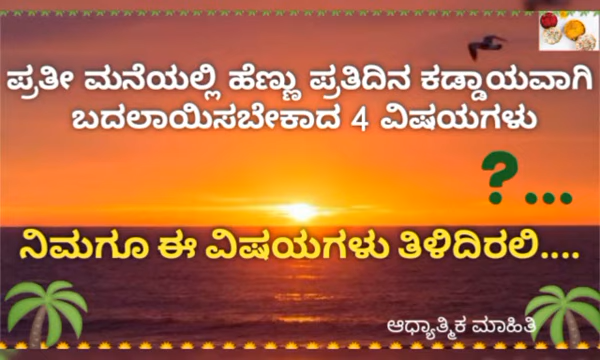 ಪ್ರತೀ ಮನೆಯಲ್ಲಿ ಹೆಣ್ಣು ಪ್ರತಿದಿನ ಕಡ್ಡಾಯವಾಗಿ
ಬದಲಾಯಿಸಬೇಕಾದ 4 ವಿಷಯಗಳು
?...
ನಿಮಗೂ ಈ ವಿಷಯಗಳು ತಿಳಿದಿರಲಿ....
ಆಧ್ಯಾತ್ಮಿಕ ಮಾಹಿತಿ